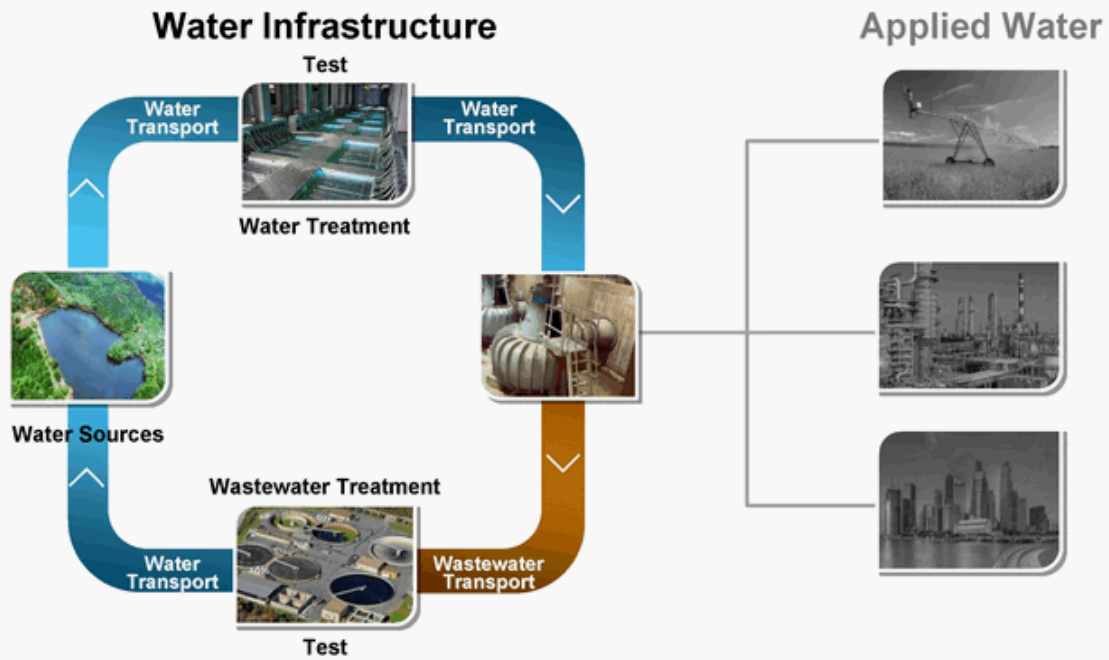 Water Infrastructure
Applied Water
Test
Water
Transport
Water
Transport
Water Treatment
Water Sources
Wastewater Treatment
Water
Transport
Wastewater
Transport
Test